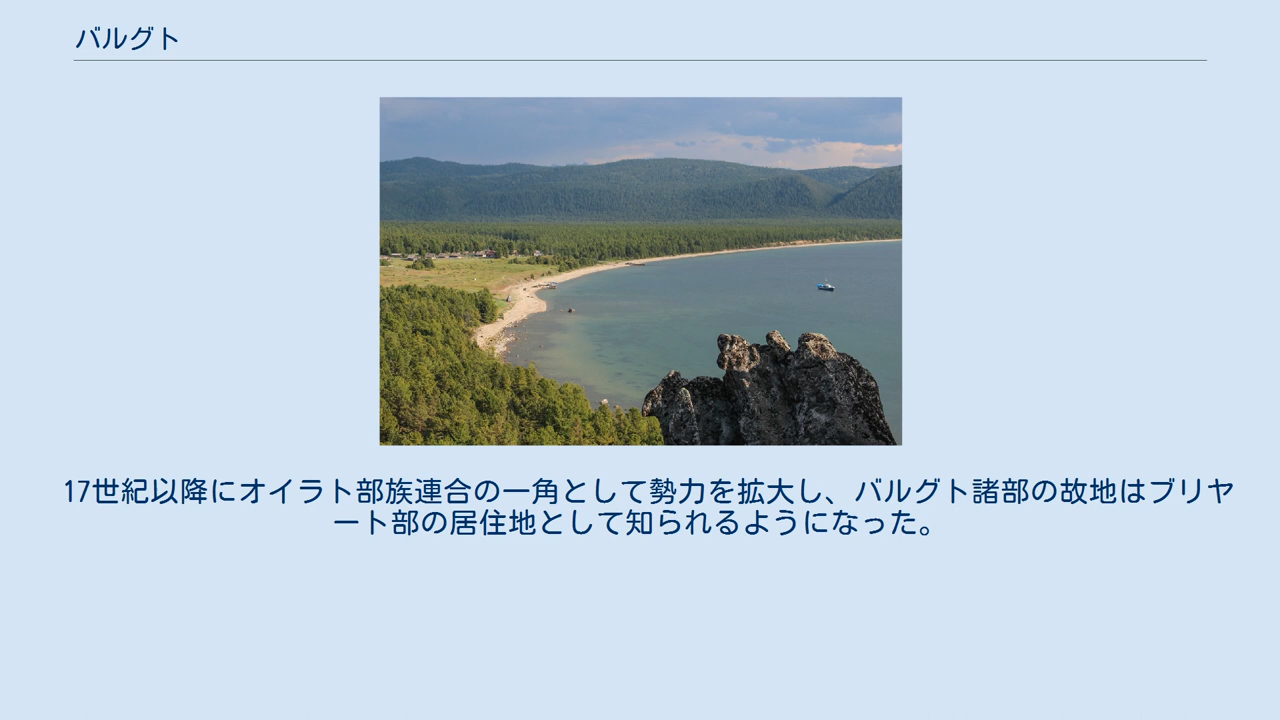 バルグト
17世紀以降にオイラト部族連合の一角として勢力を拡大し、バルグト諸部の故地はブリヤ
ート部の居住地として知られるようになった。